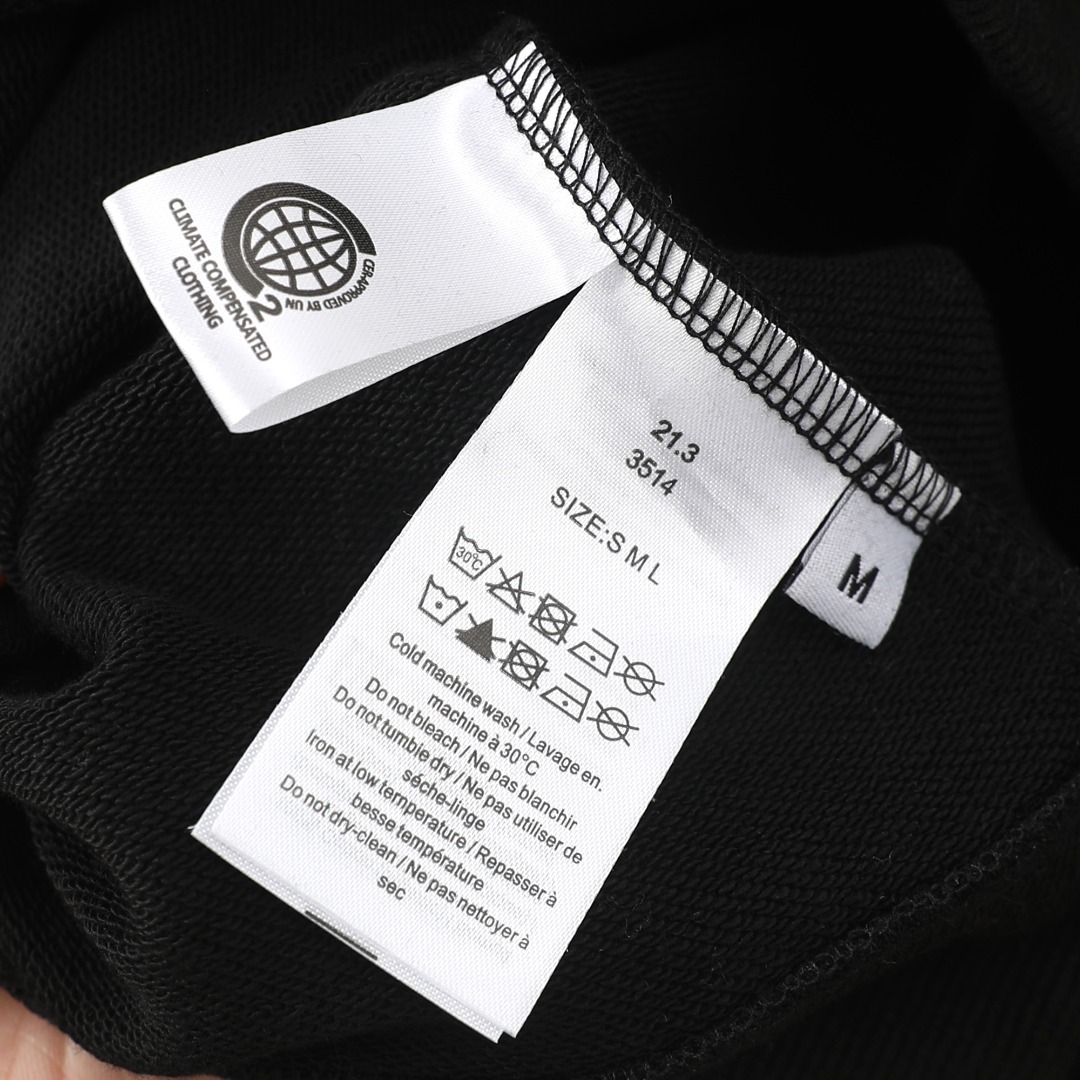 CLIMATE COMPENSATED
CLOTHING
2
CER-APPROVED BY UN
21.3
3514
SIZE:S M L
30℃
Cold machine wash / Lavage en.
machine à 30°C
Do not bleach / Ne pas blanchir
Do not tumble dry / Ne pas utiliser de
séche-linge
Iron at low temperature / Repasser à
besse température
Do not dry-clean / Ne pas nettoyer à
sec
M